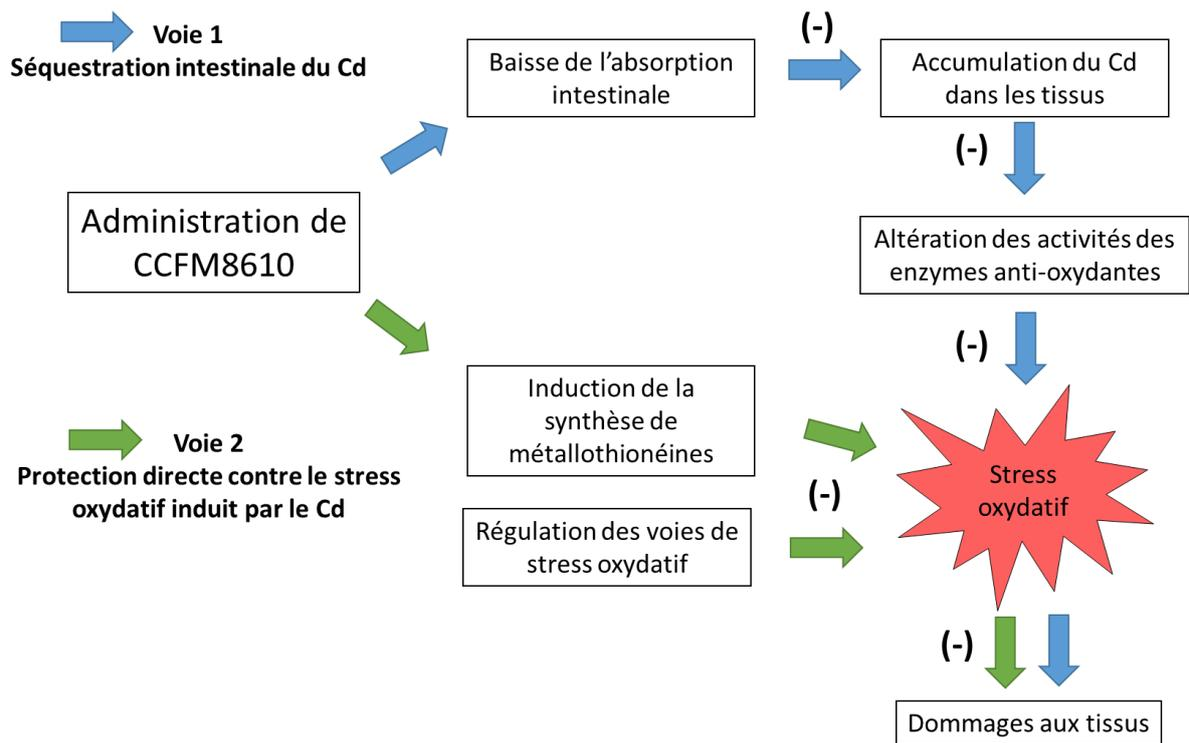 Voie 1
Séquestration intestinale du Cd
Baisse de l'absorption
intestinale
(-)
Accumulation du Cd
dans les tissus
(-)
Administration de
CCFM8610
Altération des activités des
enzymes anti-oxydantes
(-)
Induction de la
synthèse de
métallothionéines
Voie 2
Protection directe contre le stress
oxydatif induit par le Cd
(-)
Régulation des voies de
stress oxydatif
Stress
oxydatif
(-)
Dommages aux tissus